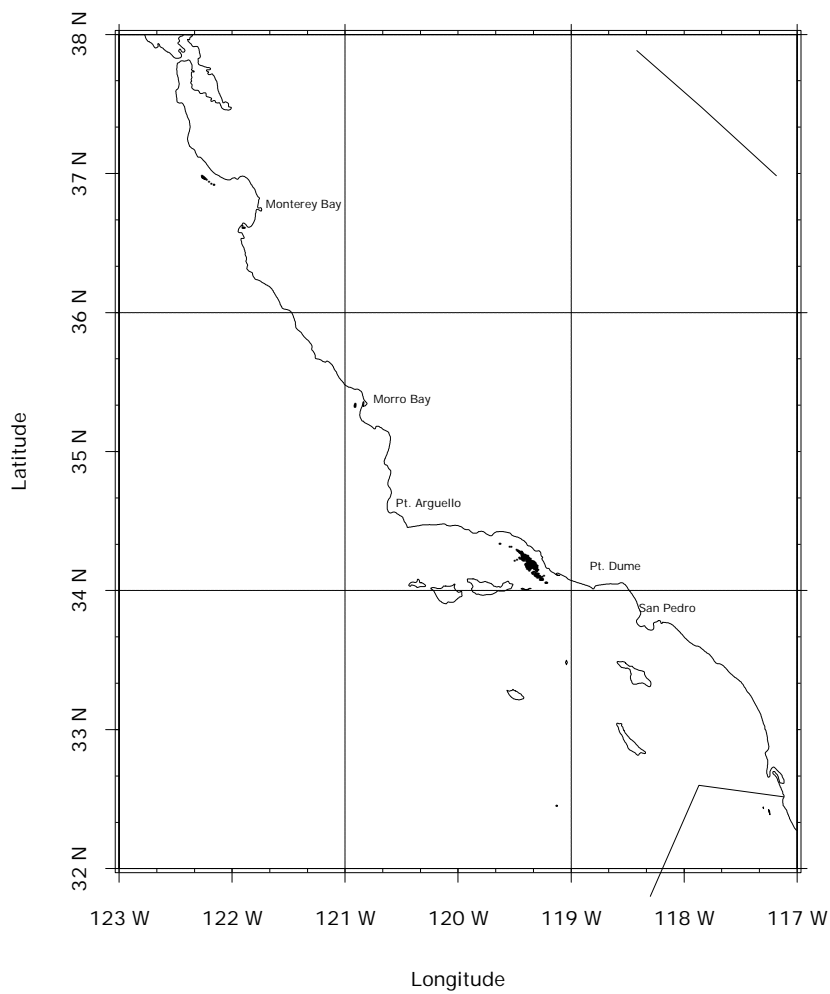 38 N
37 N
Monterey Bay
36 N
Morro Bay
35 N
Latitude
Pt. Arguello
Pt. Dume
34 N
San Pedro
33 N
32 N
123 W 122 W 121 W 120 W 119 W 118 W 117 W
Longitude